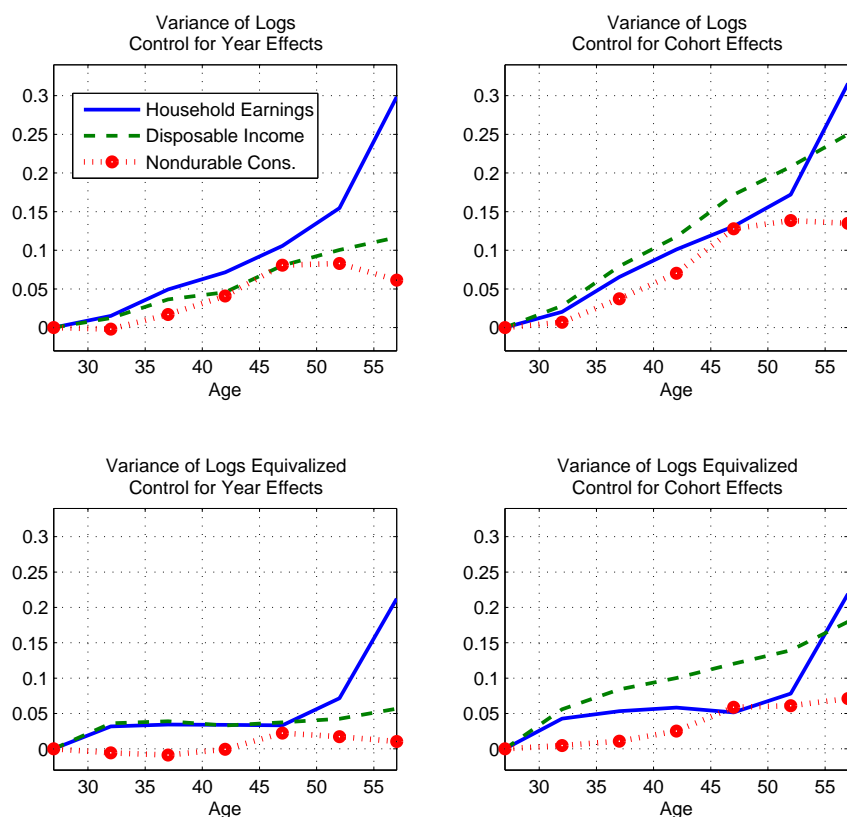 Variance of Logs
Control for Year Effects
0.3
0.25
0.2
0.15
0.1
0.05
0
Household Earnings
Disposable Income
Nondurable Cons.
30 35 40 45 50 55
Age
Variance of Logs
Control for Cohort Effects
0.3
0.25
0.2
0.15
0.1
0.05
0
30 35 40 45 50 55
Age
Variance of Logs Equivalized
Control for Year Effects
0.3
0.25
0.2
0.15
0.1
0.05
0
30 35 40 45 50 55
Age
Variance of Logs Equivalized
Control for Cohort Effects
0.3
0.25
0.2
0.15
0.1
0.05
0
30 35 40 45 50 55
Age